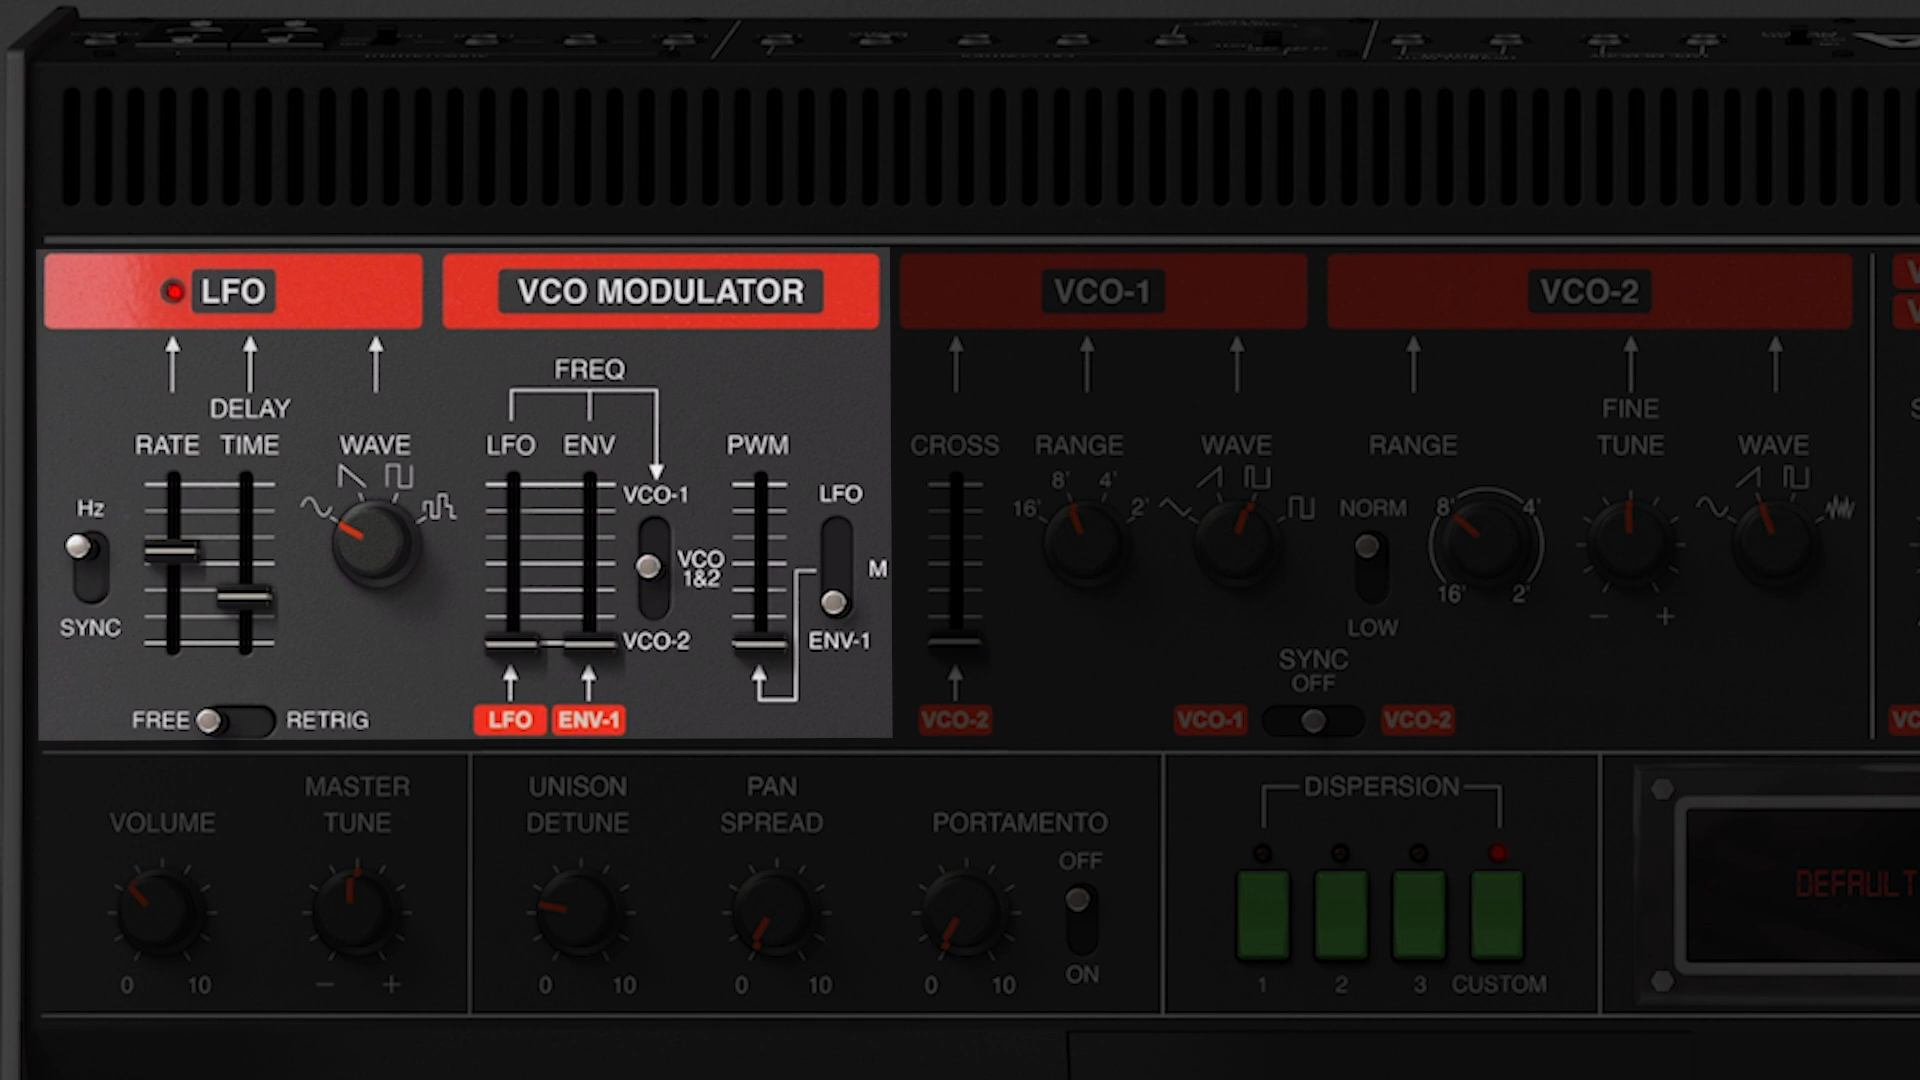 LFO
VCO MODULATOR
VCO-1
VCO-2
FREQ
DELAY
FINE
RATE TIME WAVE LFO ENV PWM CROSS RANGE WAVE RANGE TUNE WAVE
8' 4'
VCO-1 LFO
Hz 16' 2' NORM 8' 4'
VCO
1&2
M
16' 2'
SYNC LOW
VCO-2 ENV-1
SYNC
OFF
FREE RETRIG LFO ENV-1 VCO-2 VCO-1 VCO-2
MASTER UNISON PAN DISPERSION
VOLUME TUNE DETUNE SPREAD PORTAMENTO
OFF
DEFAULT
ON
0 10 − + 0 10 0 10 0 10 1 2 3 CUSTOM